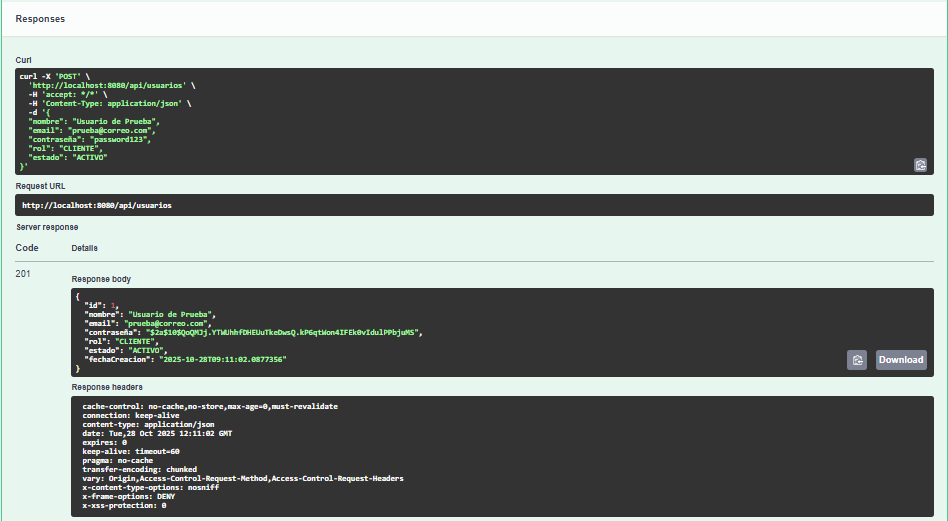 Responses
Curl
curl -X 'POST' \
'http://localhost:8080/api/usuarios' \
-H 'accept: */*' \
-H 'Content-Type: application/json' \
-d '{
"nombre": "Usuario de Prueba",
"email": "prueba@correo.com",
"contraseña": "password123",
"rol": "CLIENTE",
"estado": "ACTIVO"
}'
Request URL
http://localhost:8080/api/usuarios
Server response
Code Details
201
Response body
{
"id": 1,
"nombre": "Usuario de Prueba",
"email": "prueba@correo.com",
"contraseña":
"rol": "CLIENTE",
"estado": "ACTIVO",
"fechaCreacion": "2025-10-28T09:11:02.0877356"
}
Download
Response headers
cache-control: no-cache,no-store,max-age=0,must-revalidate
connection: keep-alive
content-type: application/json
date: Tue,28 Oct 2025 12:11:02 GMT
expires: 0
keep-alive: timeout=60
pragma: no-cache
transfer-encoding: chunked
vary: Origin,Access-Control-Request-Method,Access-Control-Request-Headers
x-content-type-options: nosniff
x-frame-options: DENY
x-xss-protection: 0